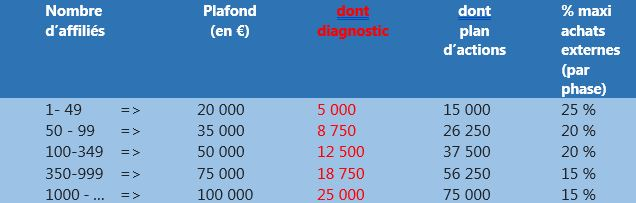 Nombre d'affiliés Plafond (en €) dont diagnostic dont plan d'actions % maxi achats externes (par phase)
1- 49 => 20 000 5 000 15 000 25 %
50 - 99 => 35 000 8 750 26 250 20 %
100-349 => 50 000 12 500 37 500 20 %
350-999 => 75 000 18 750 56 250 15 %
1000 - ... => 100 000 25 000 75 000 15 %